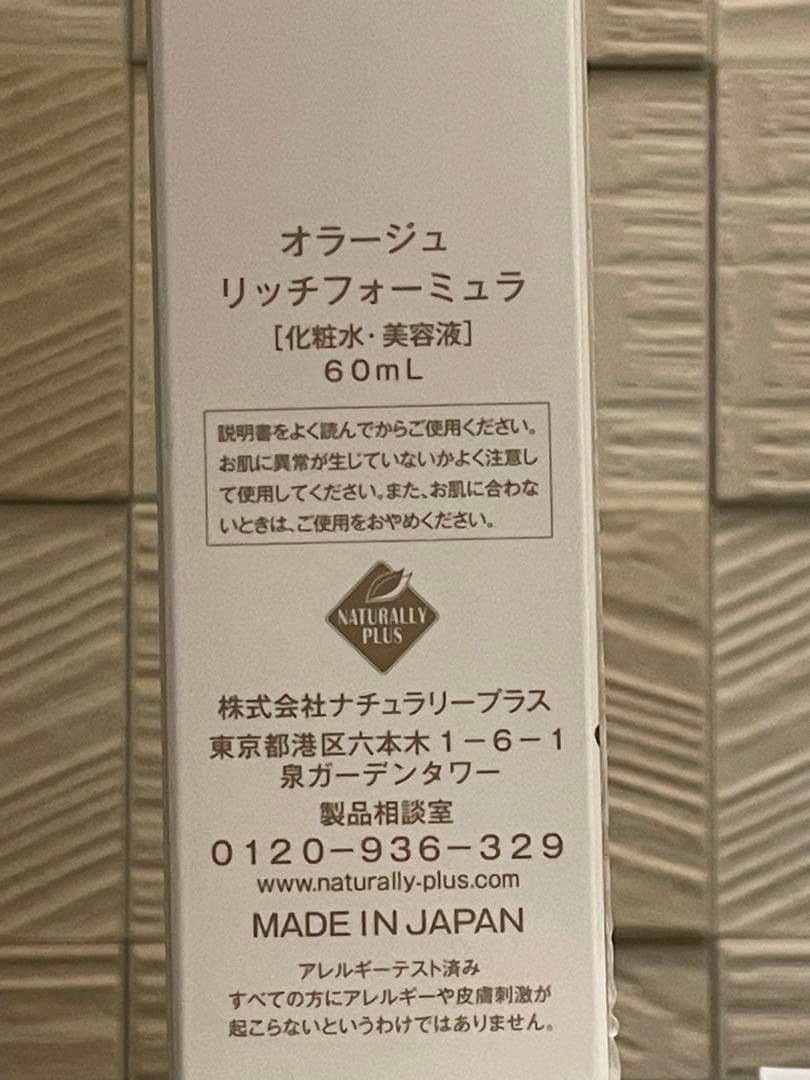 オラージュ
リッチフォーミュラ
[化粧水・美容液]
60mL
説明書をよく読んでからご使用ください。
お肌に異常が生じていないかよく注意し
て使用してください。また、お肌に合わな
いときは、ご使用をおやめください。
NATURALLY
PLUS
株式会社ナチュラリープラス
東京都港区六本木1-6-1
泉ガーデンタワー
製品相談室
0120-936-329
www.naturally-plus.com
MADE IN JAPAN
アレルギーテスト済み
すべての方にアレルギーや皮膚刺激が
起こらないというわけではありません。